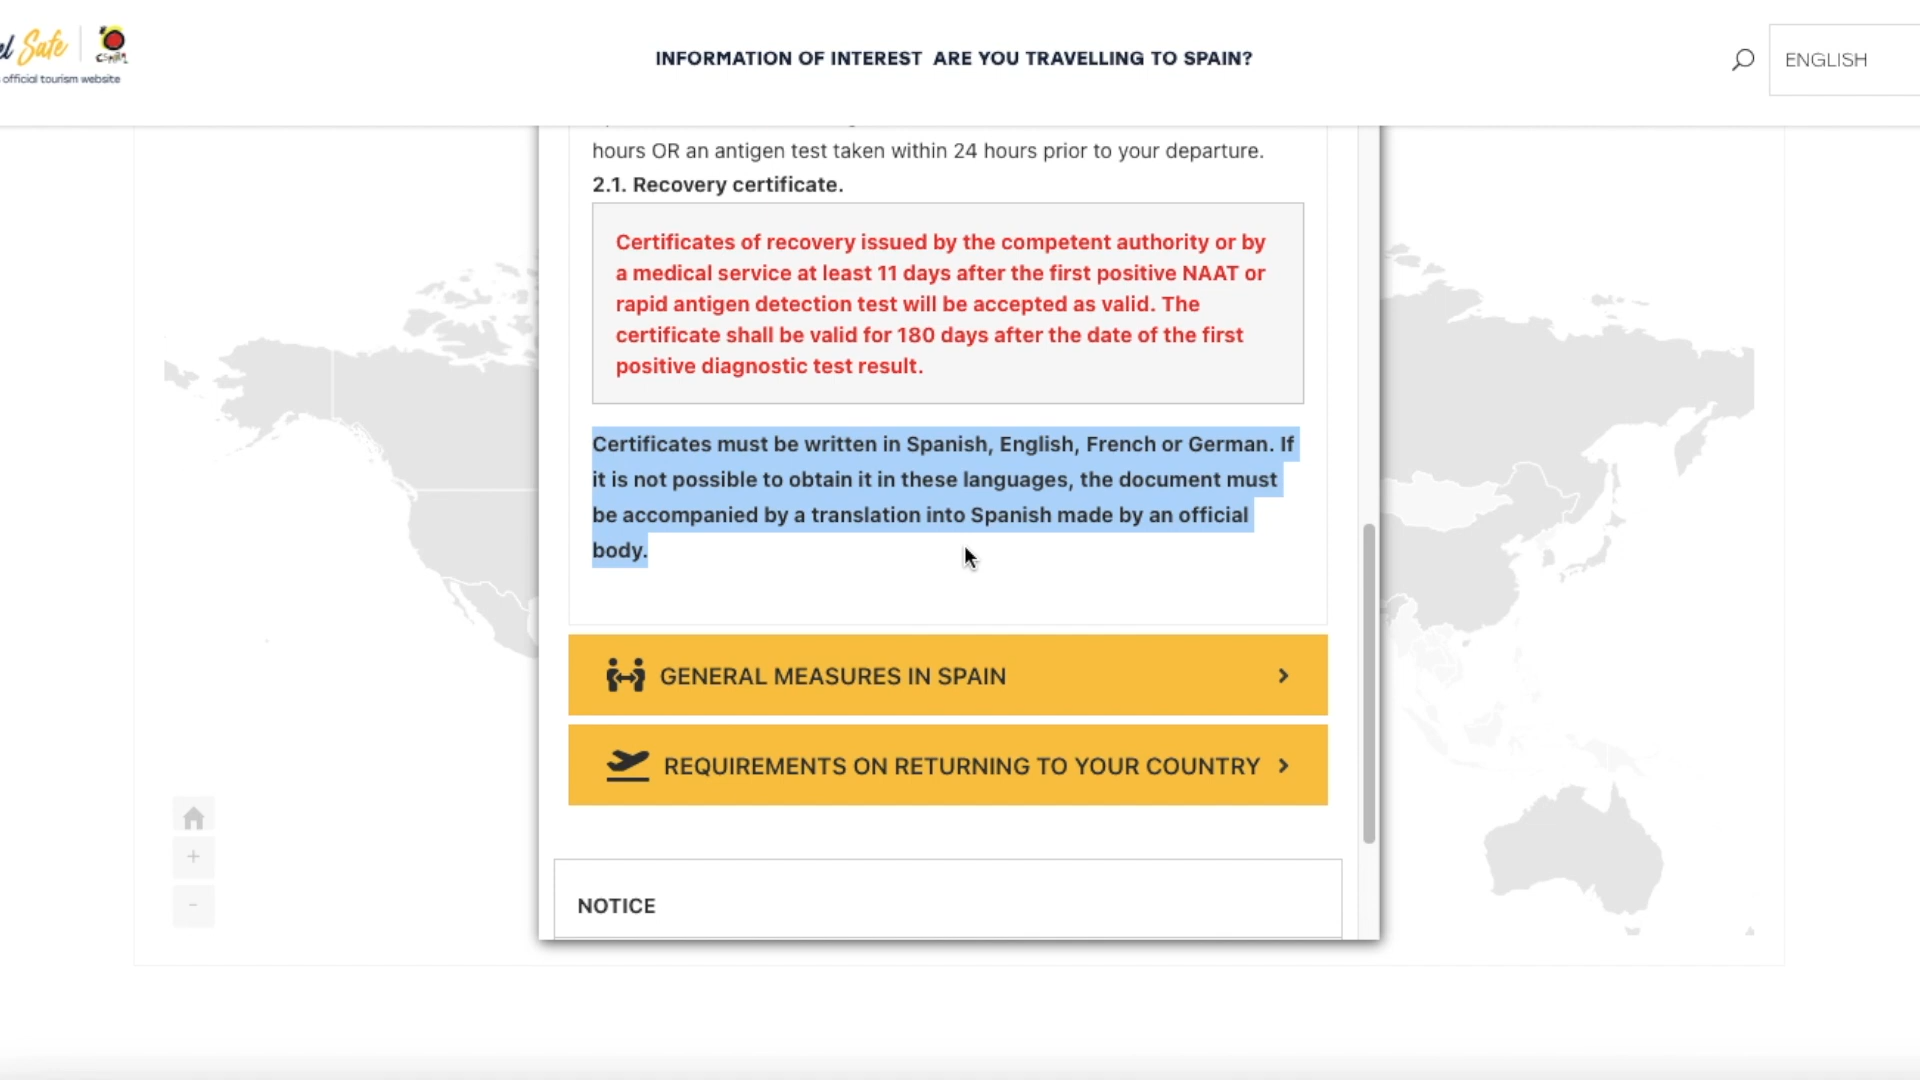 Safe
official tourism website
INFORMATION OF INTEREST ARE YOU TRAVELLING TO SPAIN?
ENGLISH
hours OR an antigen test taken within 24 hours prior to your departure.
2.1. Recovery certificate.
Certificates of recovery issued by the competent authority or by
a medical service at least 11 days after the first positive NAAT or
rapid antigen detection test will be accepted as valid. The
certificate shall be valid for 180 days after the date of the first
positive diagnostic test result.
Certificates must be written in Spanish, English, French or German. If
it is not possible to obtain it in these languages, the document must
be accompanied by a translation into Spanish made by an official
body.
GENERAL MEASURES IN SPAIN
REQUIREMENTS ON RETURNING TO YOUR COUNTRY
NOTICE